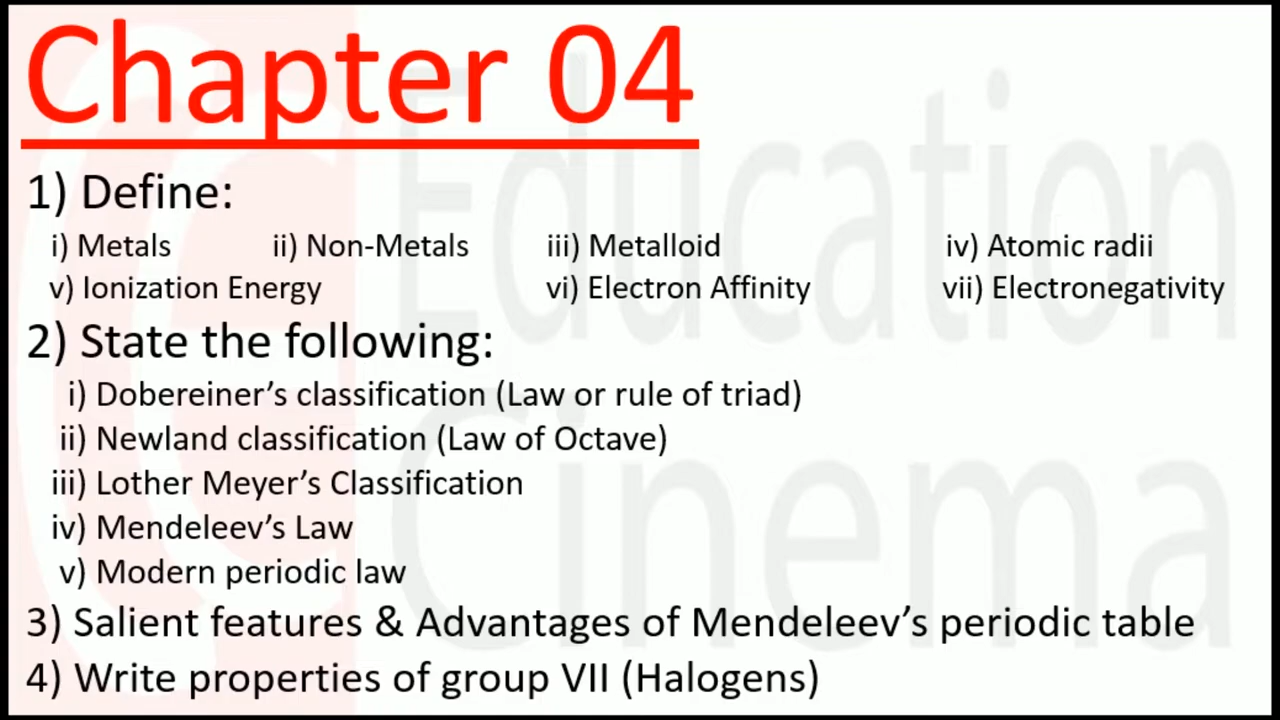 Chapter 04
1) Define:
i) Metals ii) Non-Metals iii) Metalloid iv) Atomic radii
v) Ionization Energy vi) Electron Affinity vii) Electronegativity
2) State the following:
i) Dobereiner’s classification (Law or rule of triad)
ii) Newland classification (Law of Octave)
iii) Lother Meyer’s Classification
iv) Mendeleev’s Law
v) Modern periodic law
3) Salient features & Advantages of Mendeleev’s periodic table
4) Write properties of group VII (Halogens)
Education
Cinema